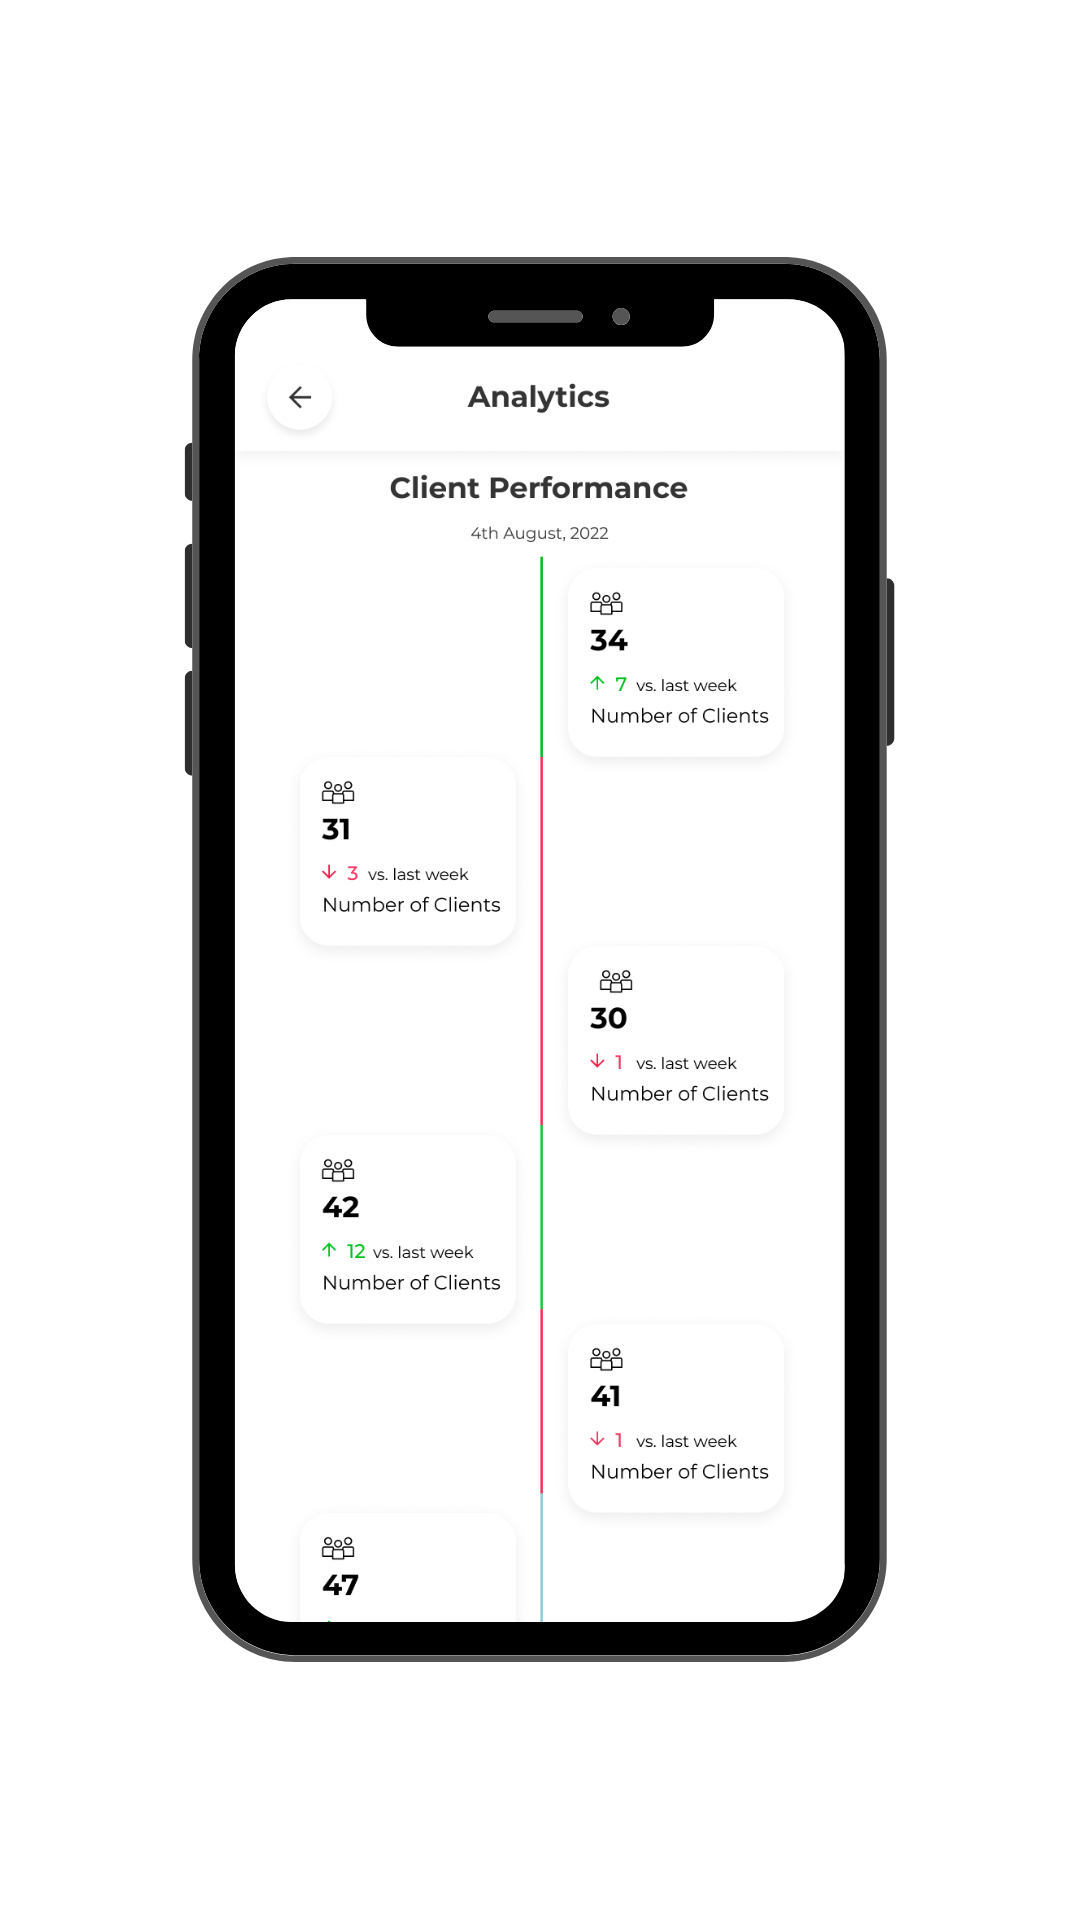 Analytics
Client Performance
4th August, 2022
34
7 vs. last week
Number of Clients
31
3 vs. last week
Number of Clients
30
1 vs. last week
Number of Clients
42
12 vs. last week
Number of Clients
41
1 vs. last week
Number of Clients
47